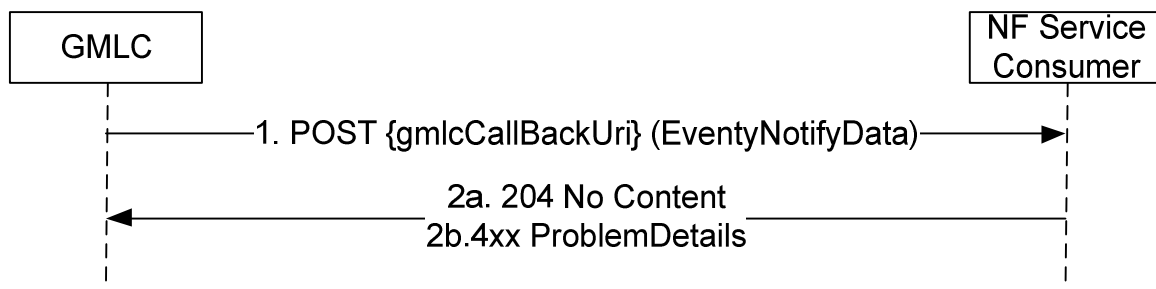 GMLC
NF Service
Consumer
1. POST {gmlcCallBackUri} (EventyNotifyData)
2a. 204 No Content
2b.4xx ProblemDetails